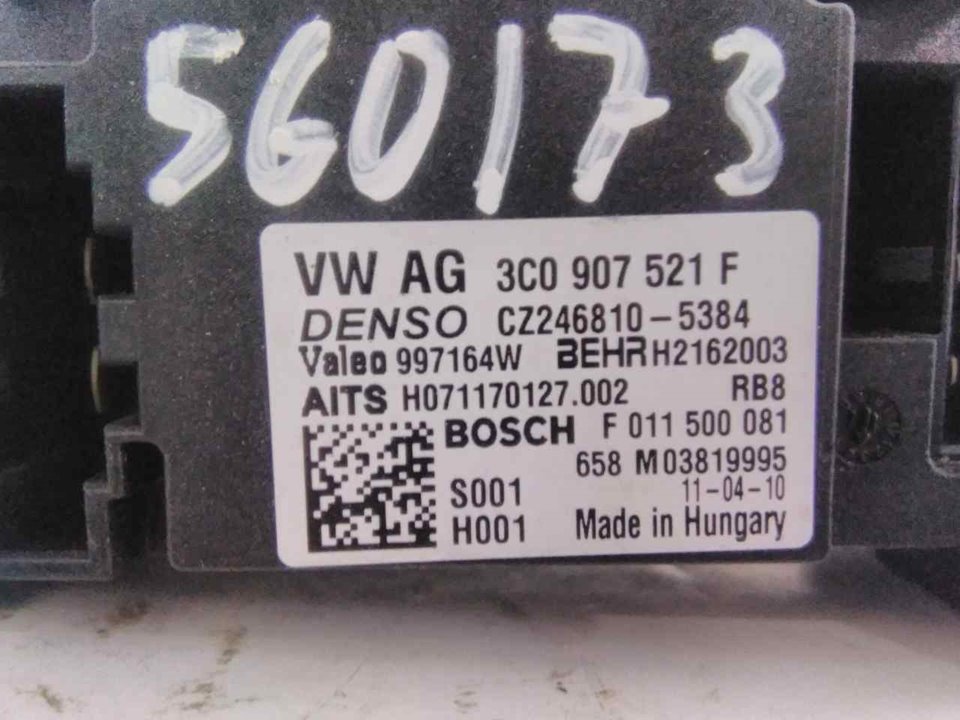 560173
VW AG 3C0 907 521 F
DENSO CZ246810-5384
Valeo 997164W BEHR H2162003
AITS H071170127.002 RB8
BOSCH F 011 500 081
658 M03819995
S001 11-04-10
H001 Made in Hungary